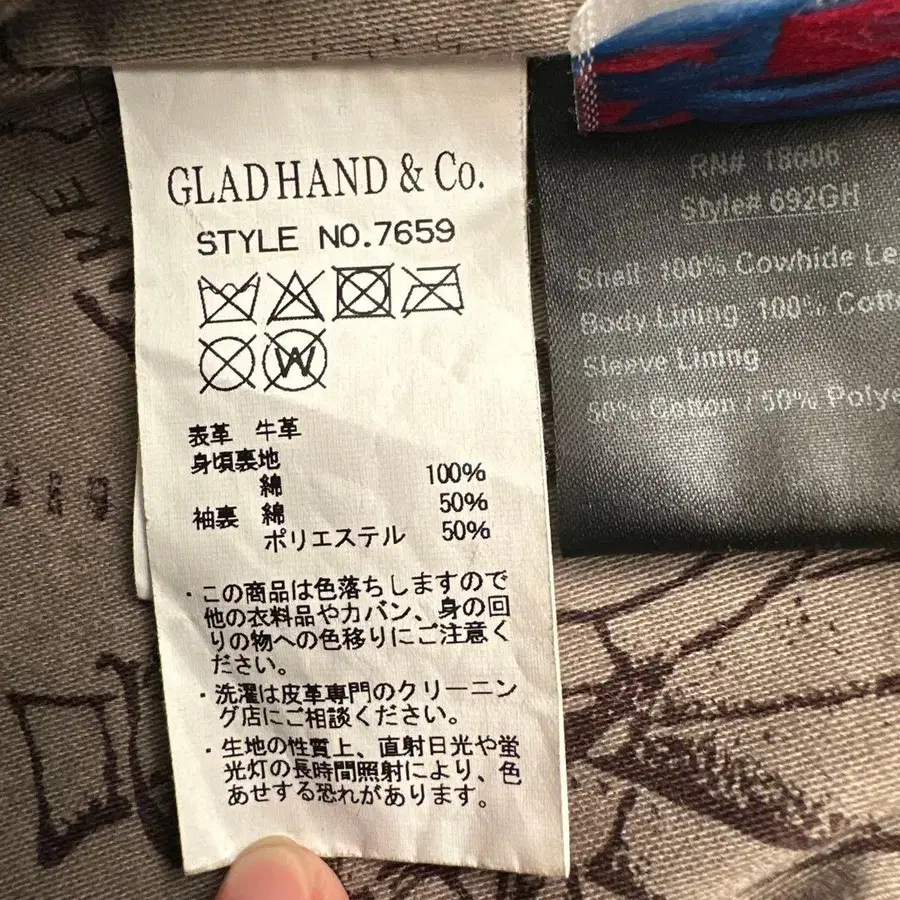 GLAD HAND & Co.
STYLE NO.7659
W
表革 牛革
身頃裏地
綿 100%
袖裏 綿 50%
ポリエステル 50%
・この商品は色落ちしますので
他の衣料品やカバン、身の回
りの物への色移りにご注意く
ださい。
・洗濯は皮革専門のクリーニン
グ店にご相談ください。
・生地の性質上、直射日光や蛍
光灯の長時間照射により、色
あせする恐れがあります。
RN# 18606
Style# 692GH
Shell: 100% Cowhide Le
Body Lining: 100% Cott
Sleeve Lining
50% Cotton / 50% Polye